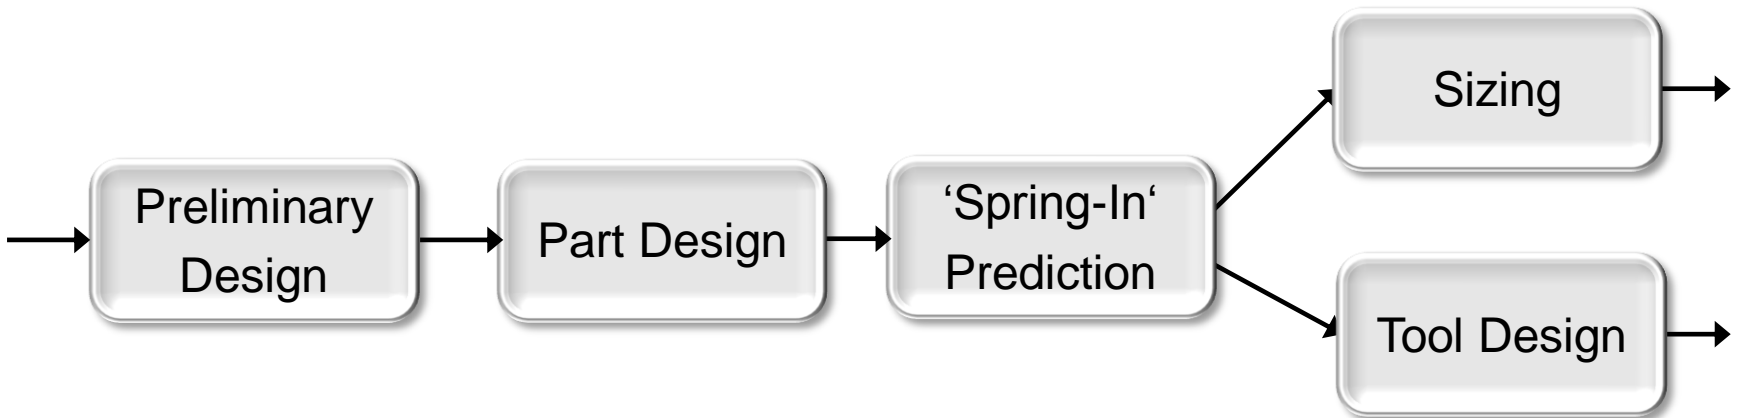 Preliminary
Design
Part Design
‘Spring-In‘
Prediction
Sizing
Tool Design